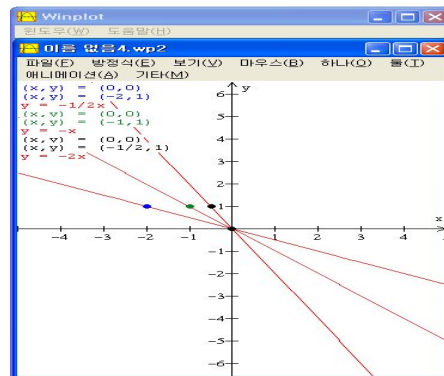 Winplot
윈도우(W) 도움말(H)
이름 없음4.wp2
파일(F) 방정식(E) 보기(V) 마우스(B) 하나(O) 툴(T)
애니메이션(A) 기타(M)
(x,y) = (0,0)
(x,y) = (-2,1)
y = -1/2x
(x,y) = (0,0)
(x,y) = (-1,1)
y = -x
(x,y) = (0,0)
(x,y) = (-1/2,1)
y = -2x
y
6
5
4
3
2
1
x
-4 -3 -2 -1 1 2 3 4
-1
-2
-3
-4
-5
-6